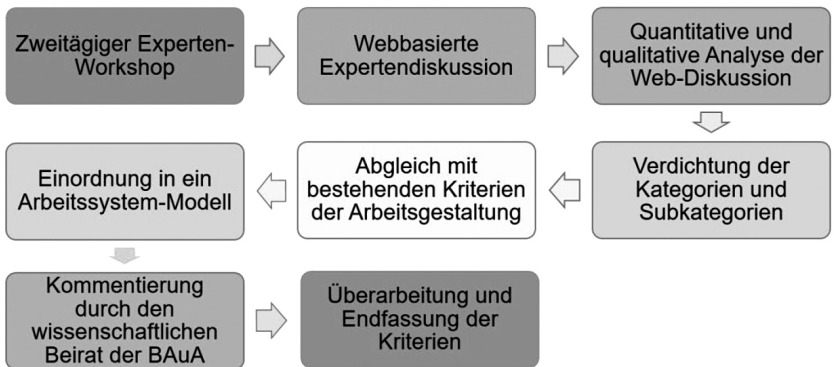 Zweitägiger Experten-
Workshop
Webbasierte
Expertendiskussion
Quantitative und
qualitative Analyse der
Web-Diskussion
Verdichtung der
Kategorien und
Subkategorien
Abgleich mit
bestehenden Kriterien
der Arbeitsgestaltung
Einordnung in ein
Arbeitssystem-Modell
Kommentierung
durch den
wissenschaftlichen
Beirat der BAuA
Überarbeitung und
Endfassung der
Kriterien